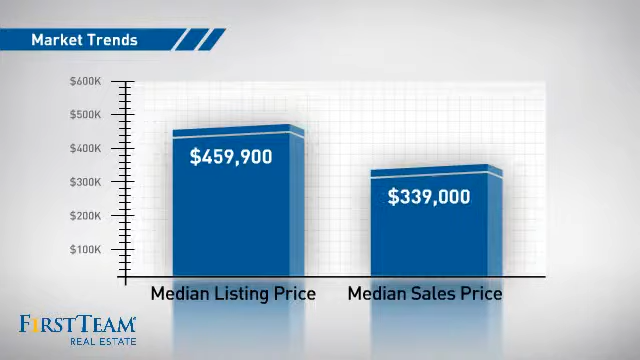 Market Trends
$600K
$500K
$400K
$300K
$200K
$100K
$459,900
$339,000
Median Listing Price
Median Sales Price
FIRSTTEAM®
REAL ESTATE